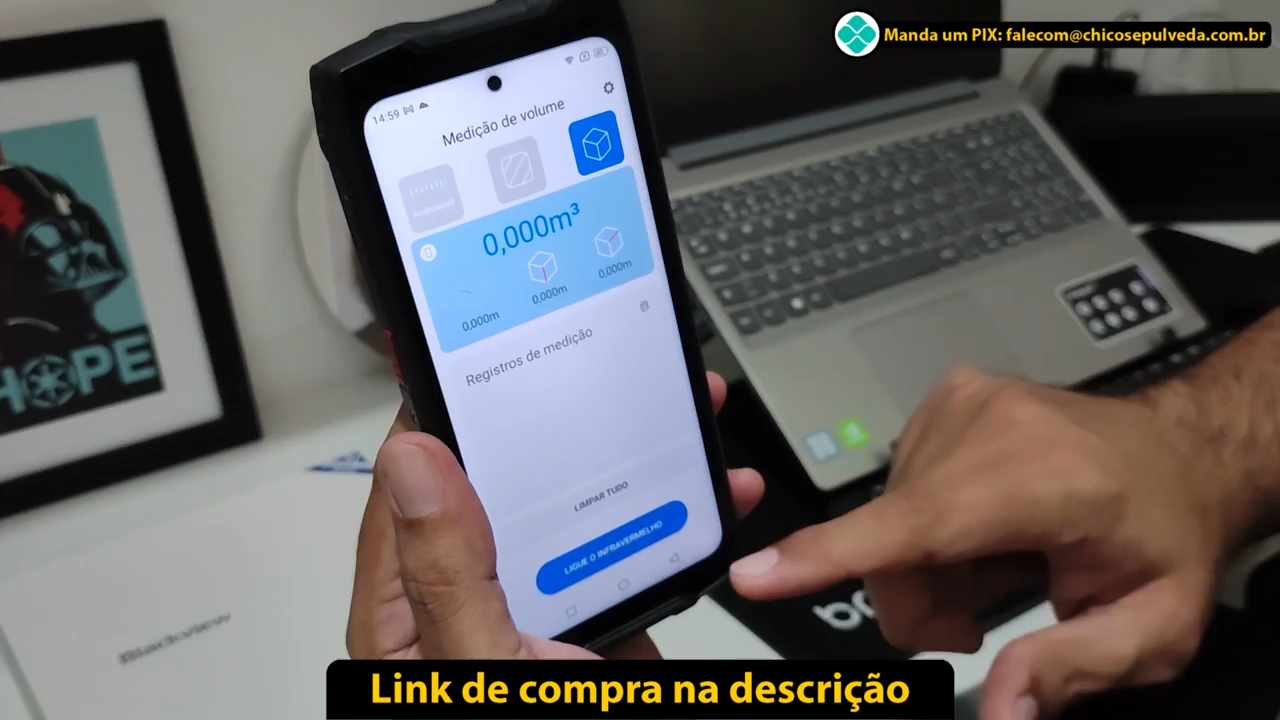 Manda um PIX: falecom@chicosepulveda.com.br
14:59
Medição de volume
0,000m³
0,000m
0,000m
0,000m
Registros de medição
LIMPAR TUDO
LIGUE O INFRAVERMELHO
HOPE
Blackview
Link de compra na descrição